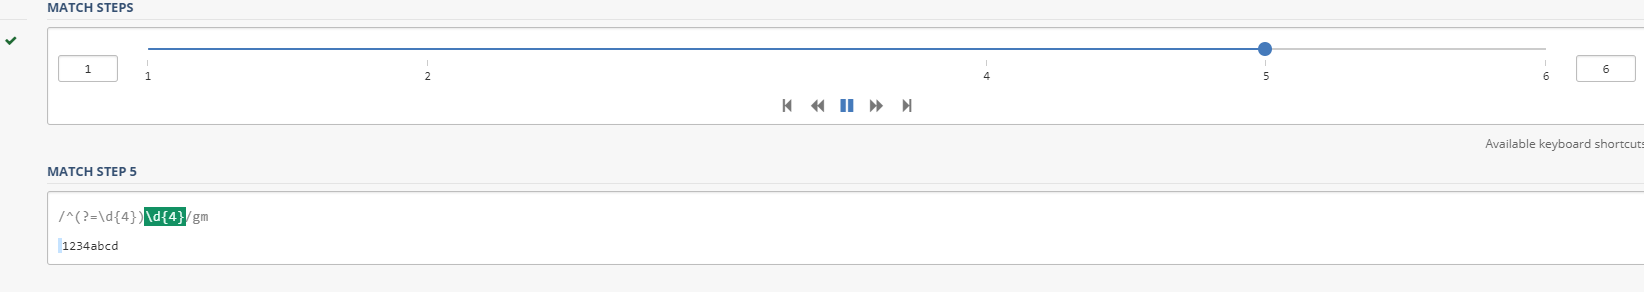 MATCH STEPS
1
1 2 4 5 6
6
Available keyboard shortcuts
MATCH STEP 5
/^(?=\d{4})\d{4}/gm
1234abcd